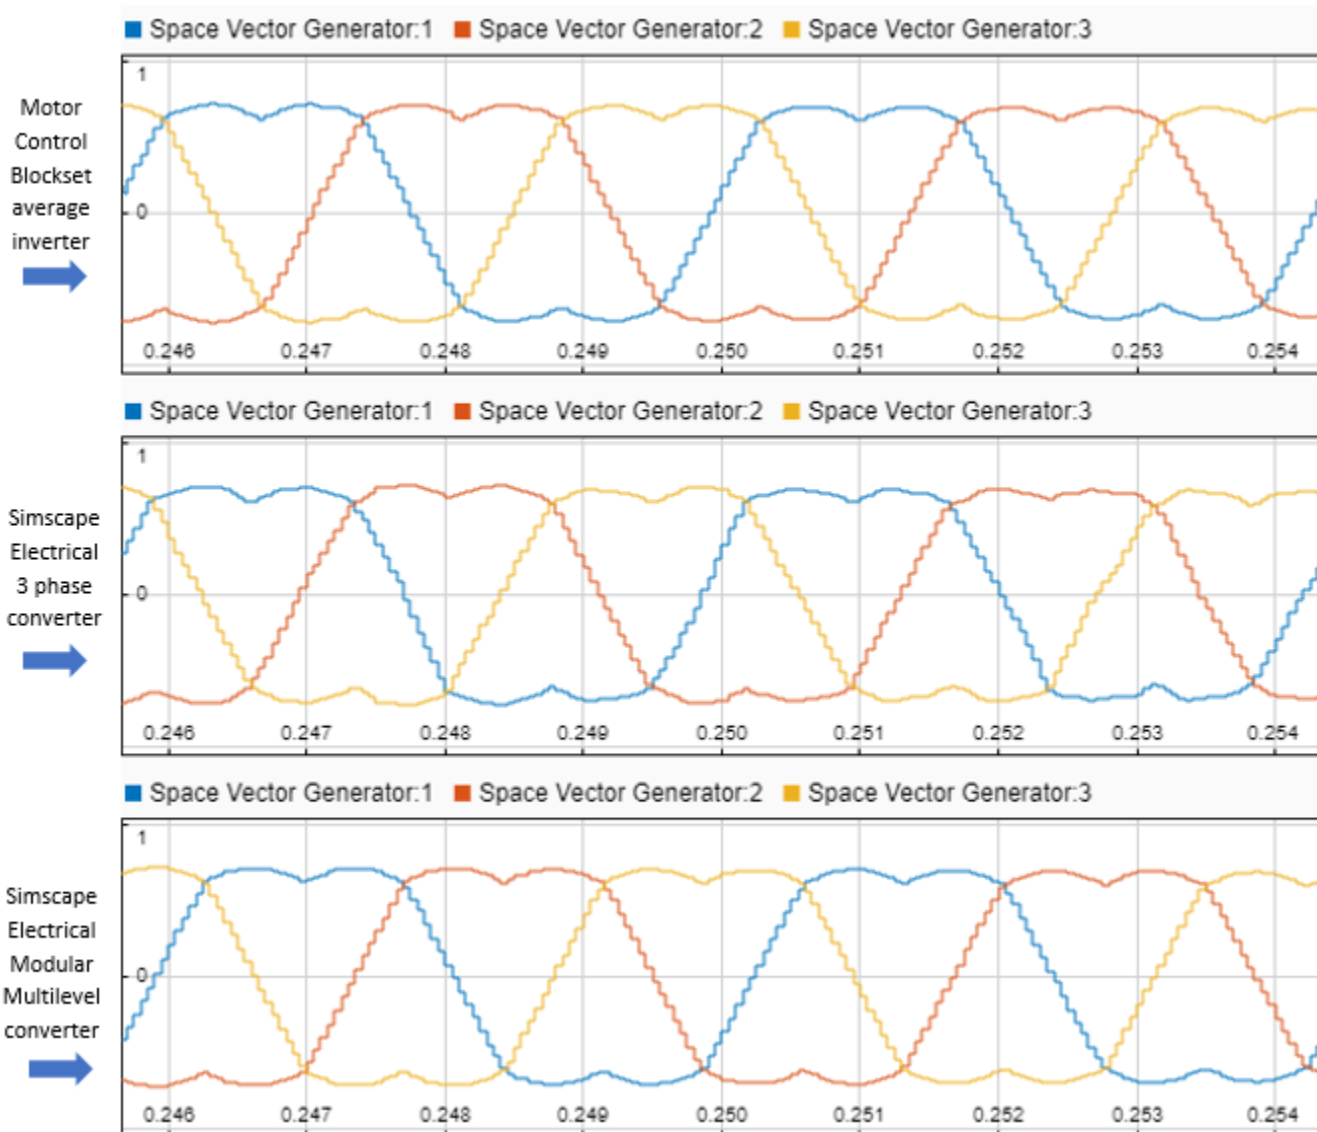 Space Vector Generator:1 Space Vector Generator:2 Space Vector Generator:3
Motor
Control
Blockset
average
inverter
1
0
0.246 0.247 0.248 0.249 0.250 0.251 0.252 0.253 0.254
Space Vector Generator:1 Space Vector Generator:2 Space Vector Generator:3
Simscape
Electrical
3 phase
converter
1
0
0.246 0.247 0.248 0.249 0.250 0.251 0.252 0.253 0.254
Space Vector Generator:1 Space Vector Generator:2 Space Vector Generator:3
Simscape
Electrical
Modular
Multilevel
converter
1
0
0.246 0.247 0.248 0.249 0.250 0.251 0.252 0.253 0.254